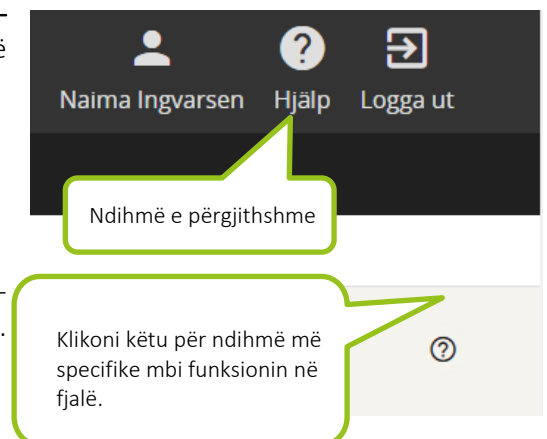 ë
Naima Ingvarsen Hjälp Logga ut
Ndihmë e përgjithshme
Klikoni këtu për ndihmë më
specifike mbi funksionin në
fjalë.